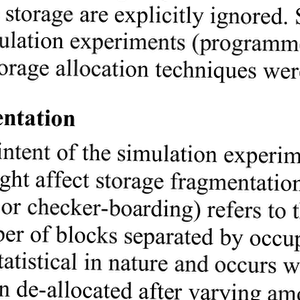 storage are explicitly ignored.
ulation experiments (programme
orage allocation techniques were
entation
intent of the simulation experim
ght affect storage fragmentation
or checker-boarding) refers to t
ber of blocks separated by occup
tatistical in nature and occurs w
n de-allocated after varying amo